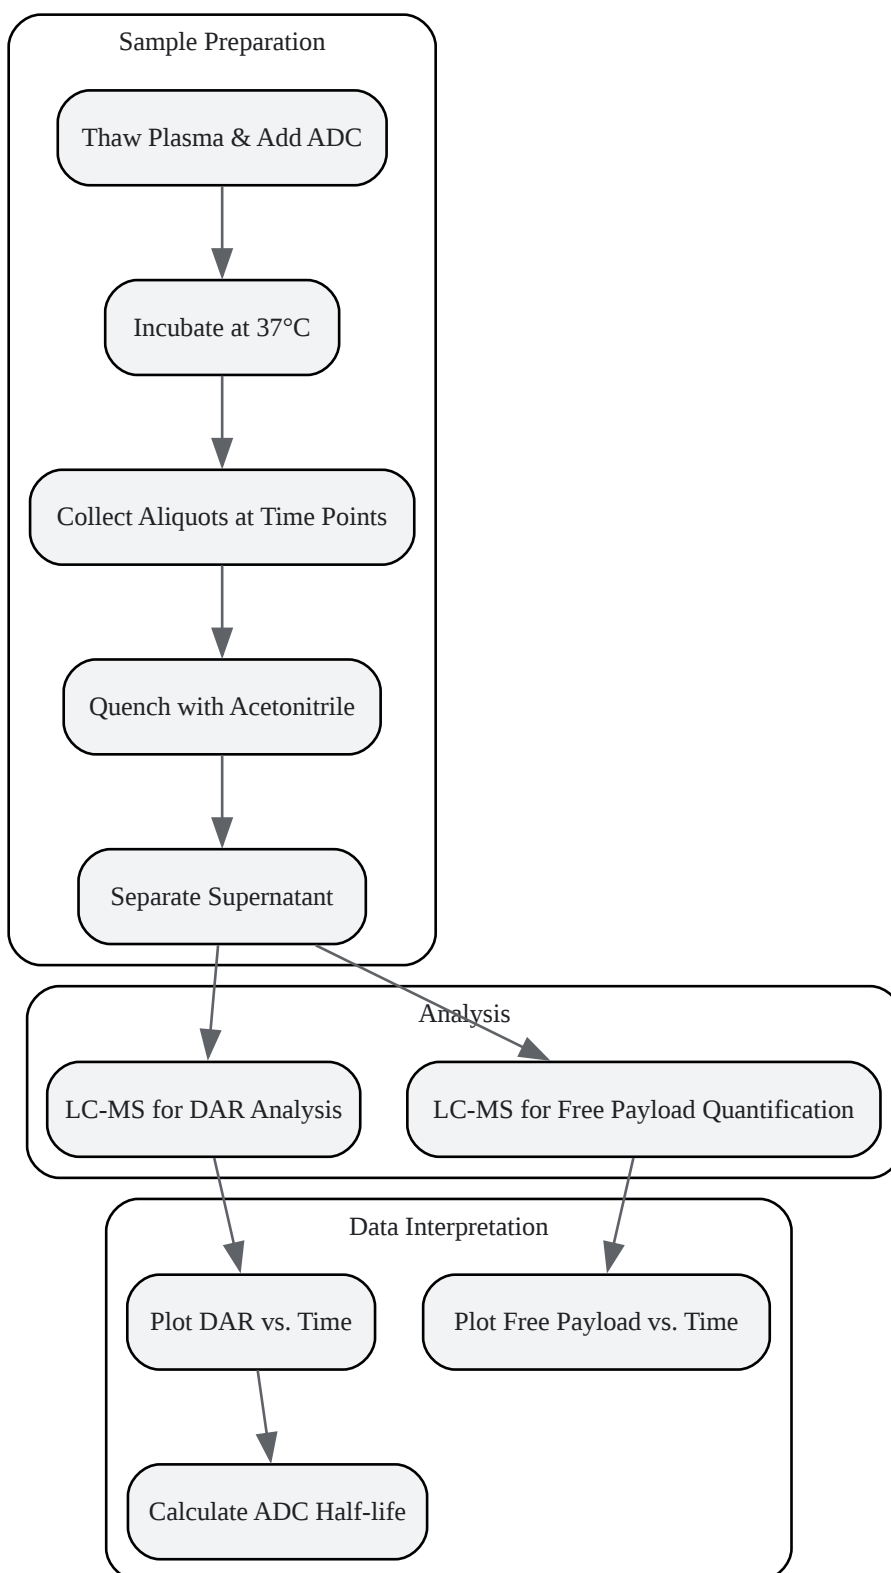 Sample Preparation
Thaw Plasma & Add ADC
Incubate at 37°C
Collect Aliquots at Time Points
Quench with Acetonitrile
Separate Supernatant
Analysis
LC-MS for DAR Analysis
LC-MS for Free Payload Quantification
Data Interpretation
Plot DAR vs. Time
Plot Free Payload vs. Time
Calculate ADC Half-life